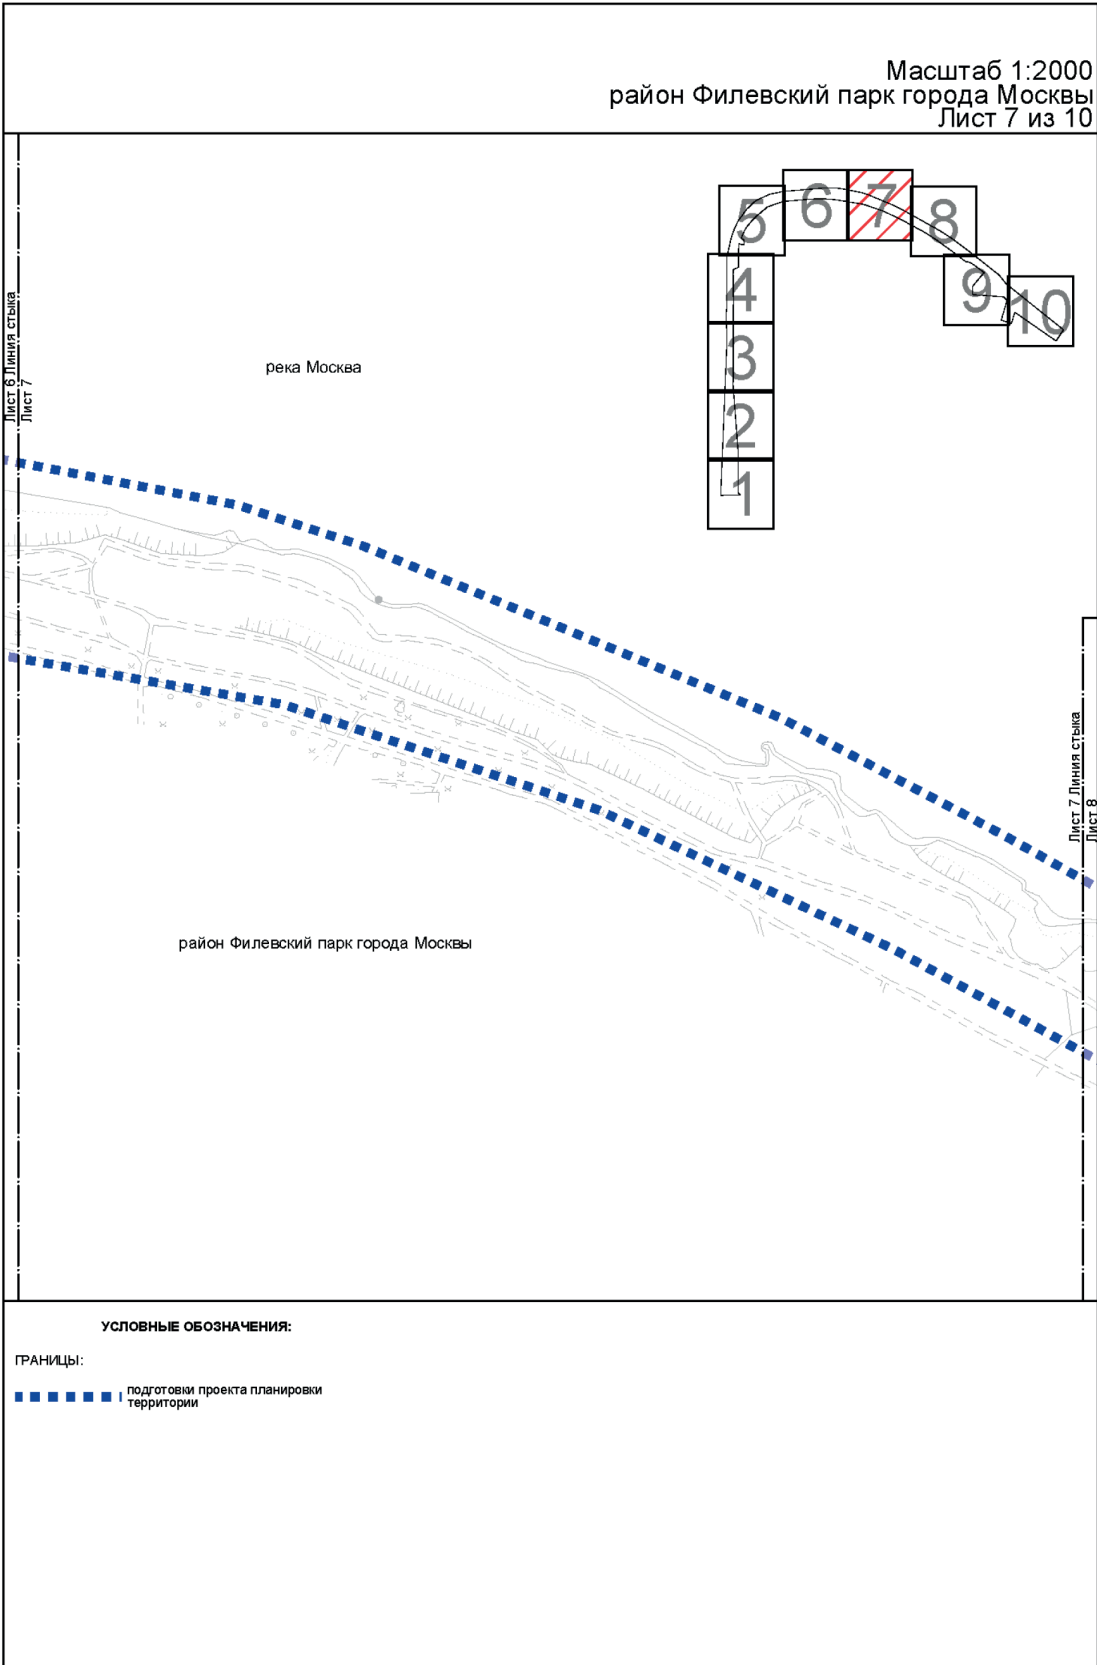 Масштаб 1:2000
район Филевский парк города Москвы
Лист 7 из 10
5
6
7
8
4
9
10
3
2
1
Лист 6 Линия стыка
Лист 7
река Москва
Лист 7 Линия стыка
Лист 8
район Филевский парк города Москвы
УСЛОВНЫЕ ОБОЗНАЧЕНИЯ:
ГРАНИЦЫ:
подготовки проекта планировки
территории